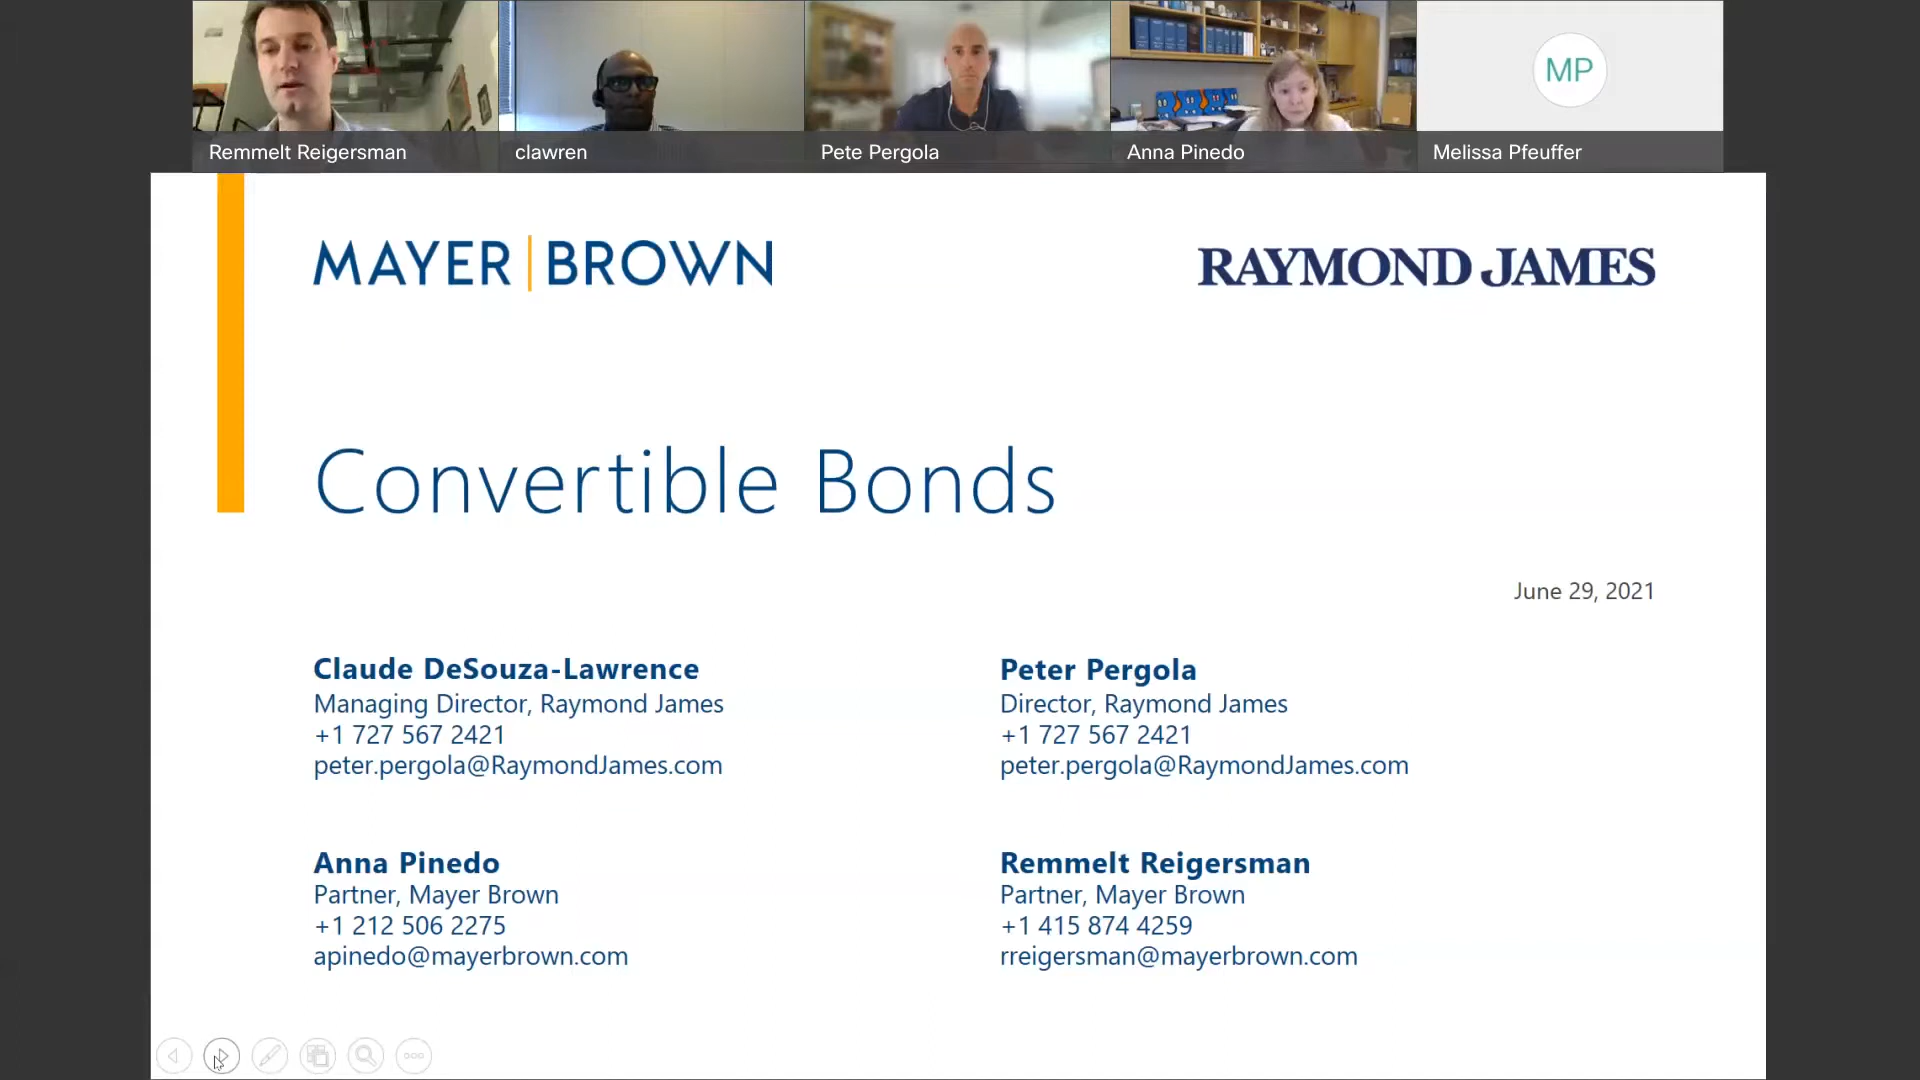 Remmelt Reigersman
clawren
Pete Pergola
Anna Pinedo
MP
Melissa Pfeuffer
MAYER | BROWN
RAYMOND JAMES
Convertible Bonds
June 29, 2021
Claude DeSouza-Lawrence
Managing Director, Raymond James
+1 727 567 2421
peter.pergola@RaymondJames.com
Peter Pergola
Director, Raymond James
+1 727 567 2421
peter.pergola@RaymondJames.com
Anna Pinedo
Partner, Mayer Brown
+1 212 506 2275
apinedo@mayerbrown.com
Remmelt Reigersman
Partner, Mayer Brown
+1 415 874 4259
rreigersman@mayerbrown.com